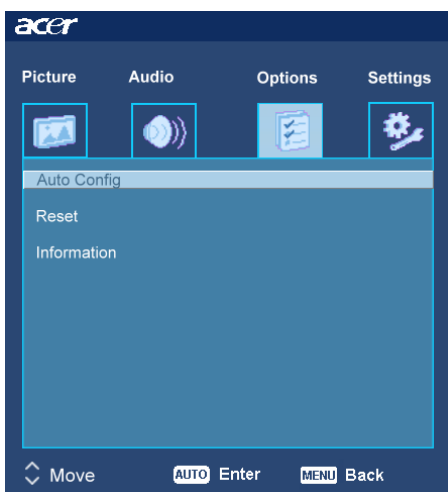 acer
Picture Audio Options Settings
Auto Config
Reset
Information
Move AUTO Enter MENU Back